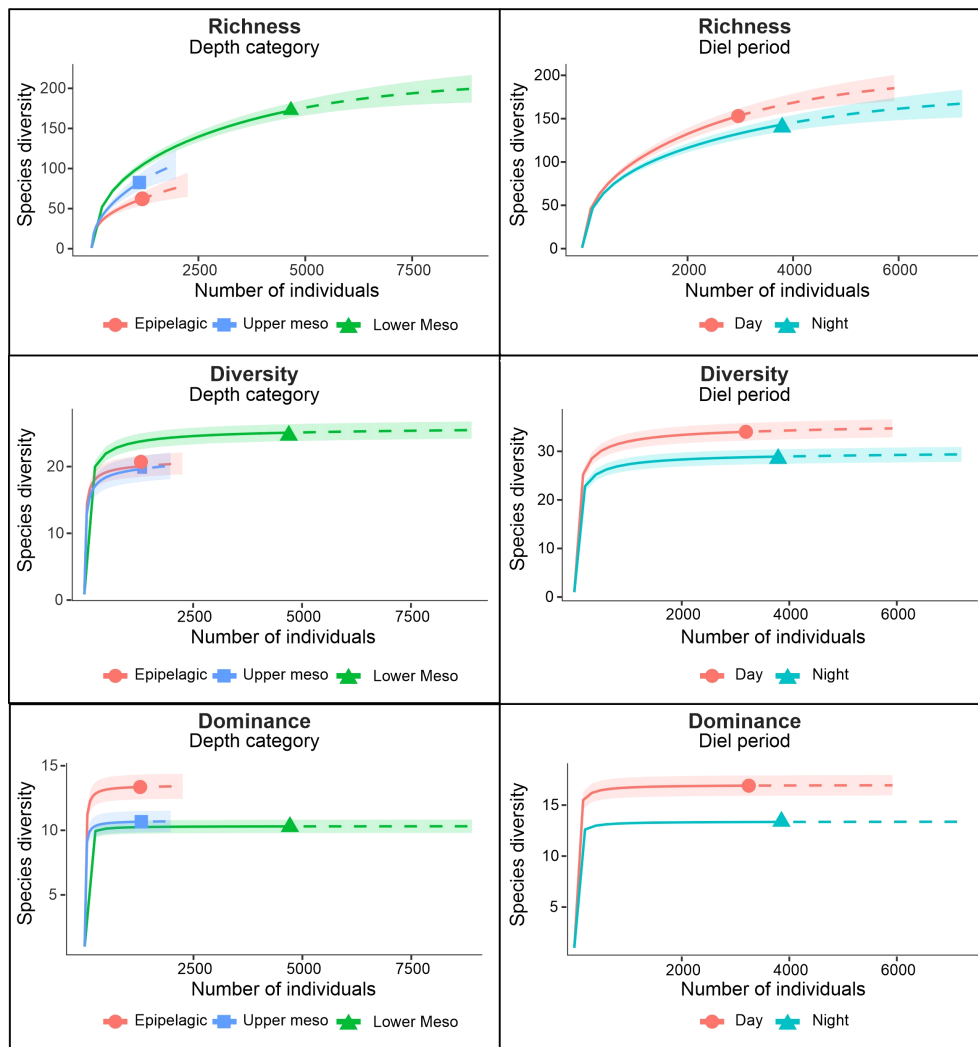 Richness
Depth category
Species diversity
200
150
100
50
0
2500
5000
7500
Number of individuals
Epipelagic
Upper meso
Lower Meso
Richness
Diel period
Species diversity
200
150
100
50
0
2000
4000
6000
Number of individuals
Day
Night
Diversity
Depth category
Species diversity
20
10
0
2500
5000
7500
Number of individuals
Epipelagic
Upper meso
Lower Meso
Diversity
Diel period
Species diversity
30
20
10
0
2000
4000
6000
Number of individuals
Day
Night
Dominance
Depth category
Species diversity
15
10
5
2500
5000
7500
Number of individuals
Epipelagic
Upper meso
Lower Meso
Dominance
Diel period
Species diversity
15
10
5
2000
4000
6000
Number of individuals
Day
Night